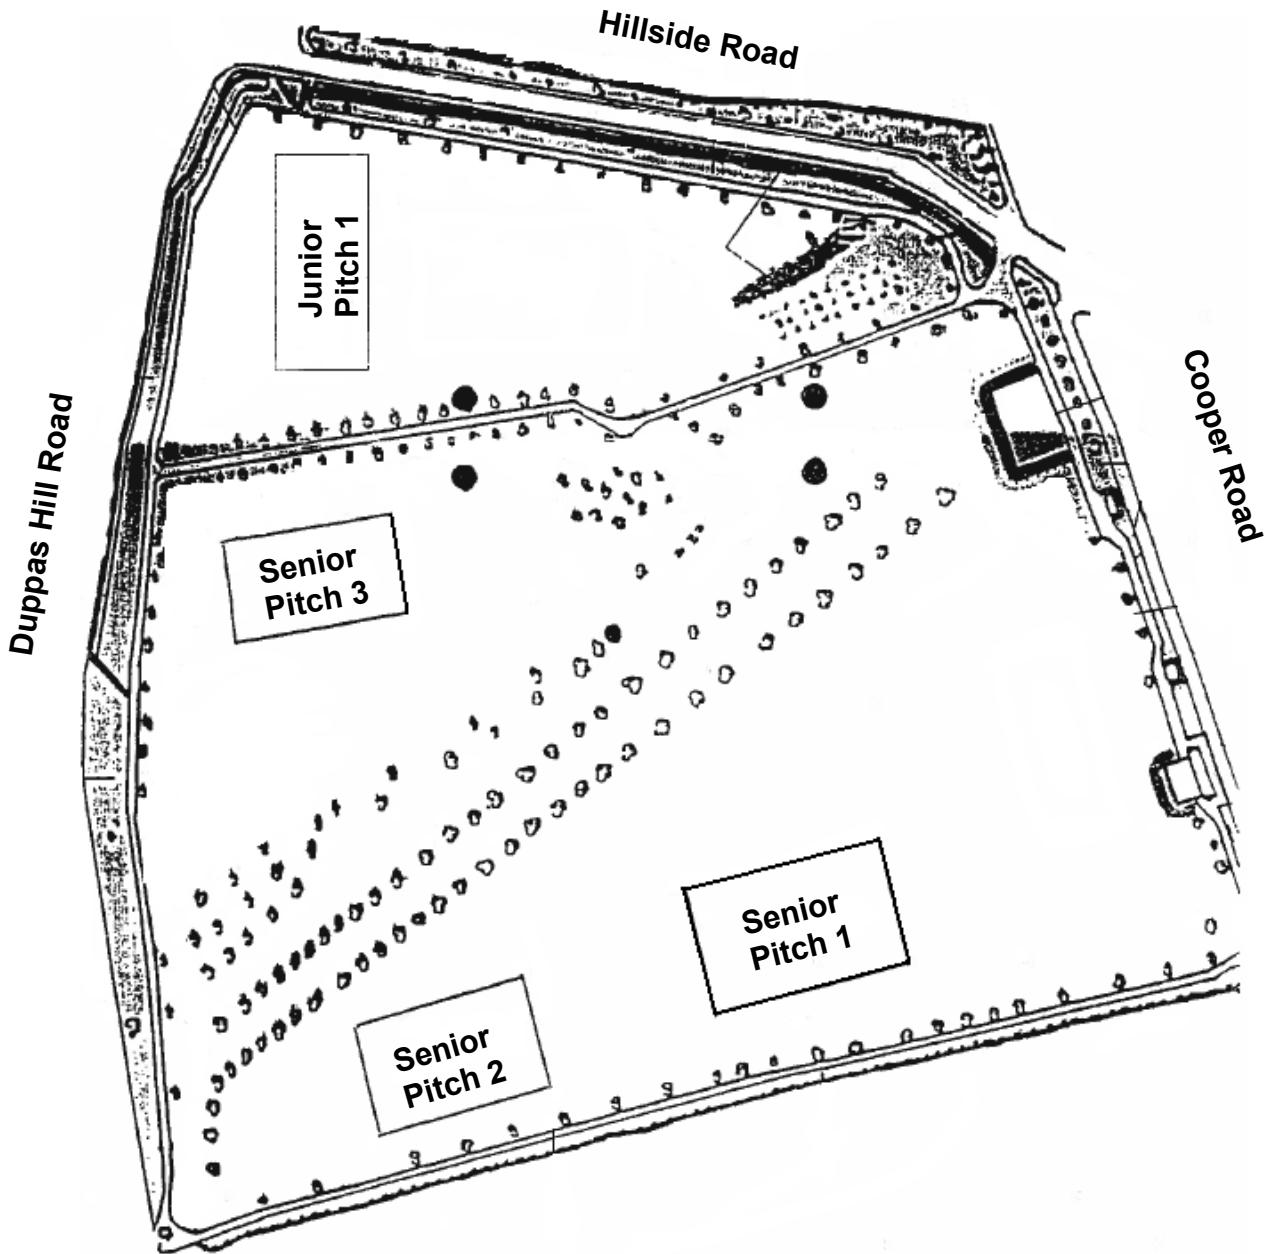 Hillside Road
Junior
Pitch 1
Cooper Road
Duppas Hill Road
Senior
Pitch 3
Senior
Pitch 1
Senior
Pitch 2